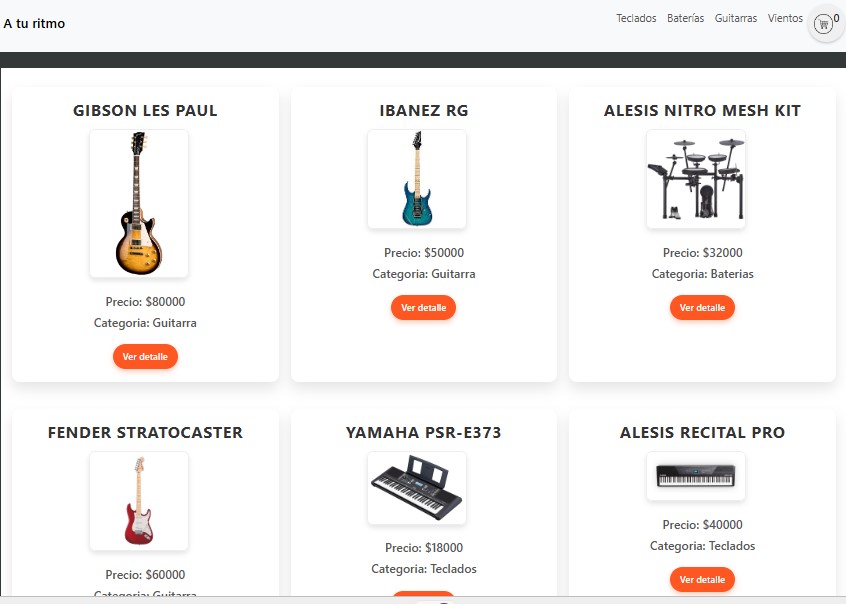 A tu ritmo
Teclados Baterías Guitarras Vientos 0
GIBSON LES PAUL
Precio: $80000
Categoria: Guitarra
Ver detalle
IBANEZ RG
Precio: $50000
Categoria: Guitarra
Ver detalle
ALESIS NITRO MESH KIT
Precio: $32000
Categoria: Baterias
Ver detalle
FENDER STRATOCASTER
Precio: $60000
Categoria: Guitarra
YAMAHA PSR-E373
Precio: $18000
Categoria: Teclados
ALESIS RECITAL PRO
Precio: $40000
Categoria: Teclados
Ver detalle